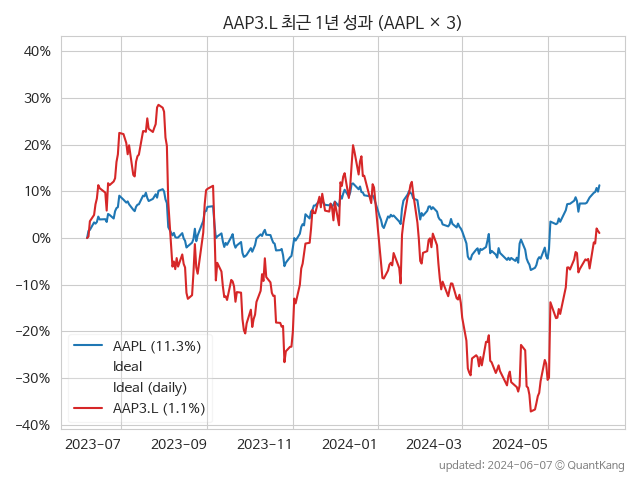 AAP3.L 최근 1년 성과 (AAPL × 3)
40%
30%
20%
10%
0%
−10%
−20%
−30%
−40%
AAPL (11.3%)
Ideal
Ideal (daily)
AAP3.L (1.1%)
2023-07 2023-09 2023-11 2024-01 2024-03 2024-05
updated: 2024-06-07 © QuantKang